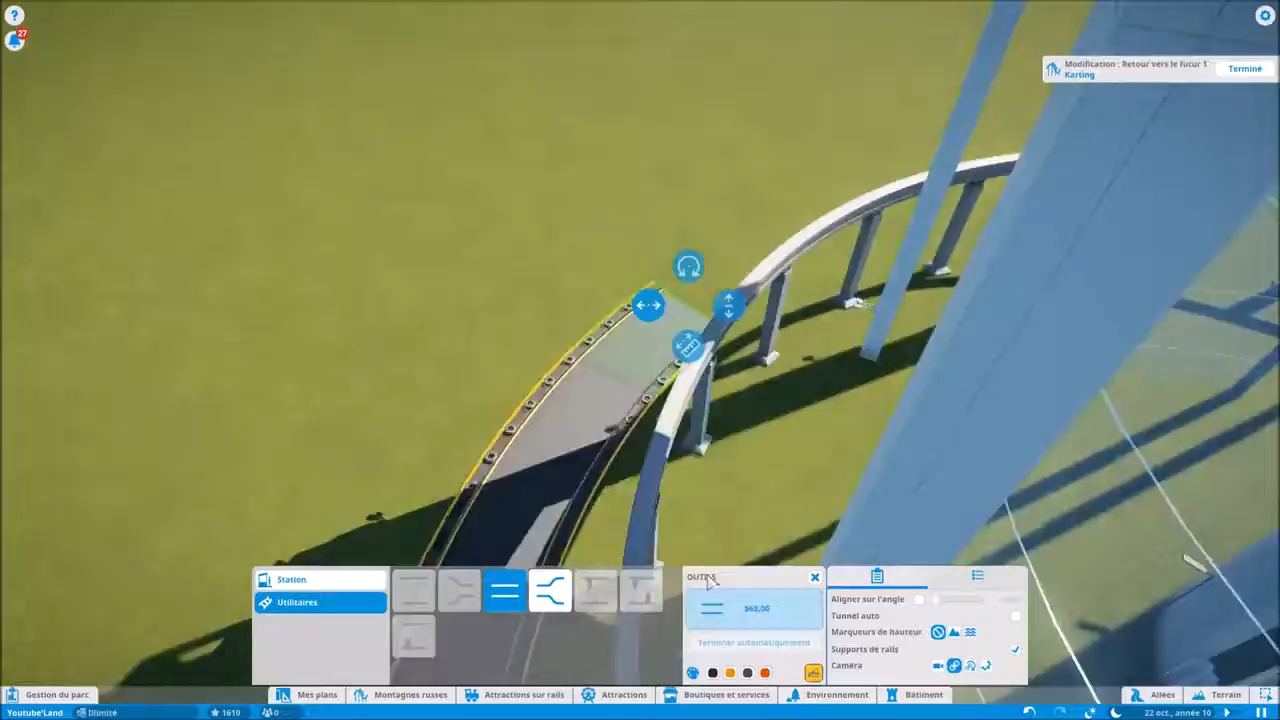 ?
27
Modification : Retour vers le futur 1
Karting
Terminé
Station
Utilitaires
OUTILS
$63,00
Terminer automatiquement
Aligner sur l'angle
Tunnel auto
Marqueurs de hauteur
Supports de rails
Caméra
Gestion du parc
Mes plans
Montagnes russes
Attractions sur rails
Attractions
Boutiques et services
Environnement
Bâtiment
Allées
Terrain
Youtube'Land
Illimité
1610
0
22 oct., année 10